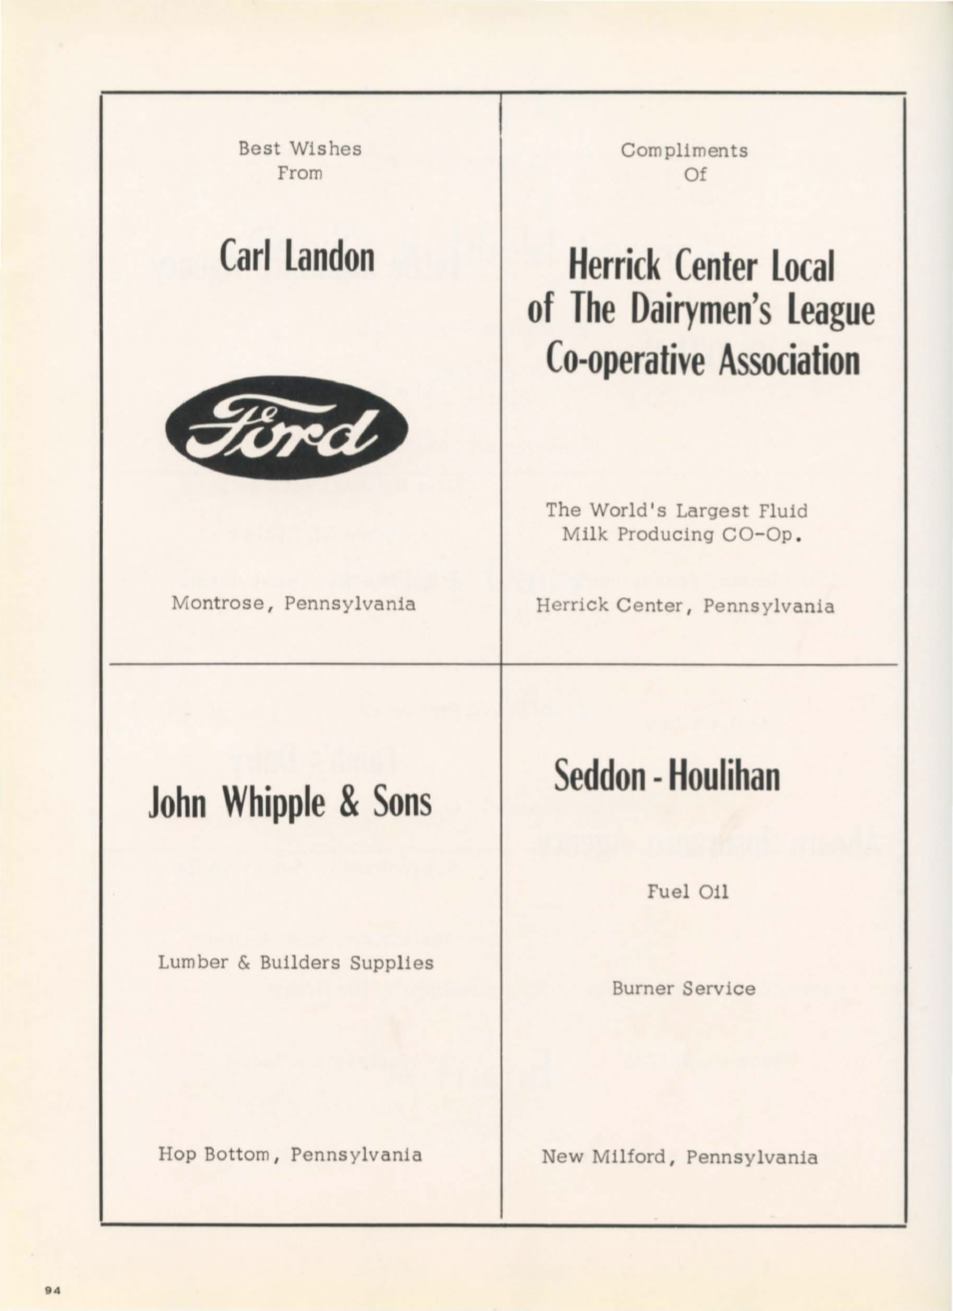 Best Wishes
From
Carl Landon
Ford
Montrose, Pennsylvania
Compliments
Of
Herrick Center Local
of The Dairymen's League
Co-operative Association
The World's Largest Fluid
Milk Producing CO-Op.
Herrick Center, Pennsylvania
John Whipple & Sons
Lumber & Builders Supplies
Hop Bottom, Pennsylvania
Seddon - Houlihan
Fuel Oil
Burner Service
New Milford, Pennsylvania
94